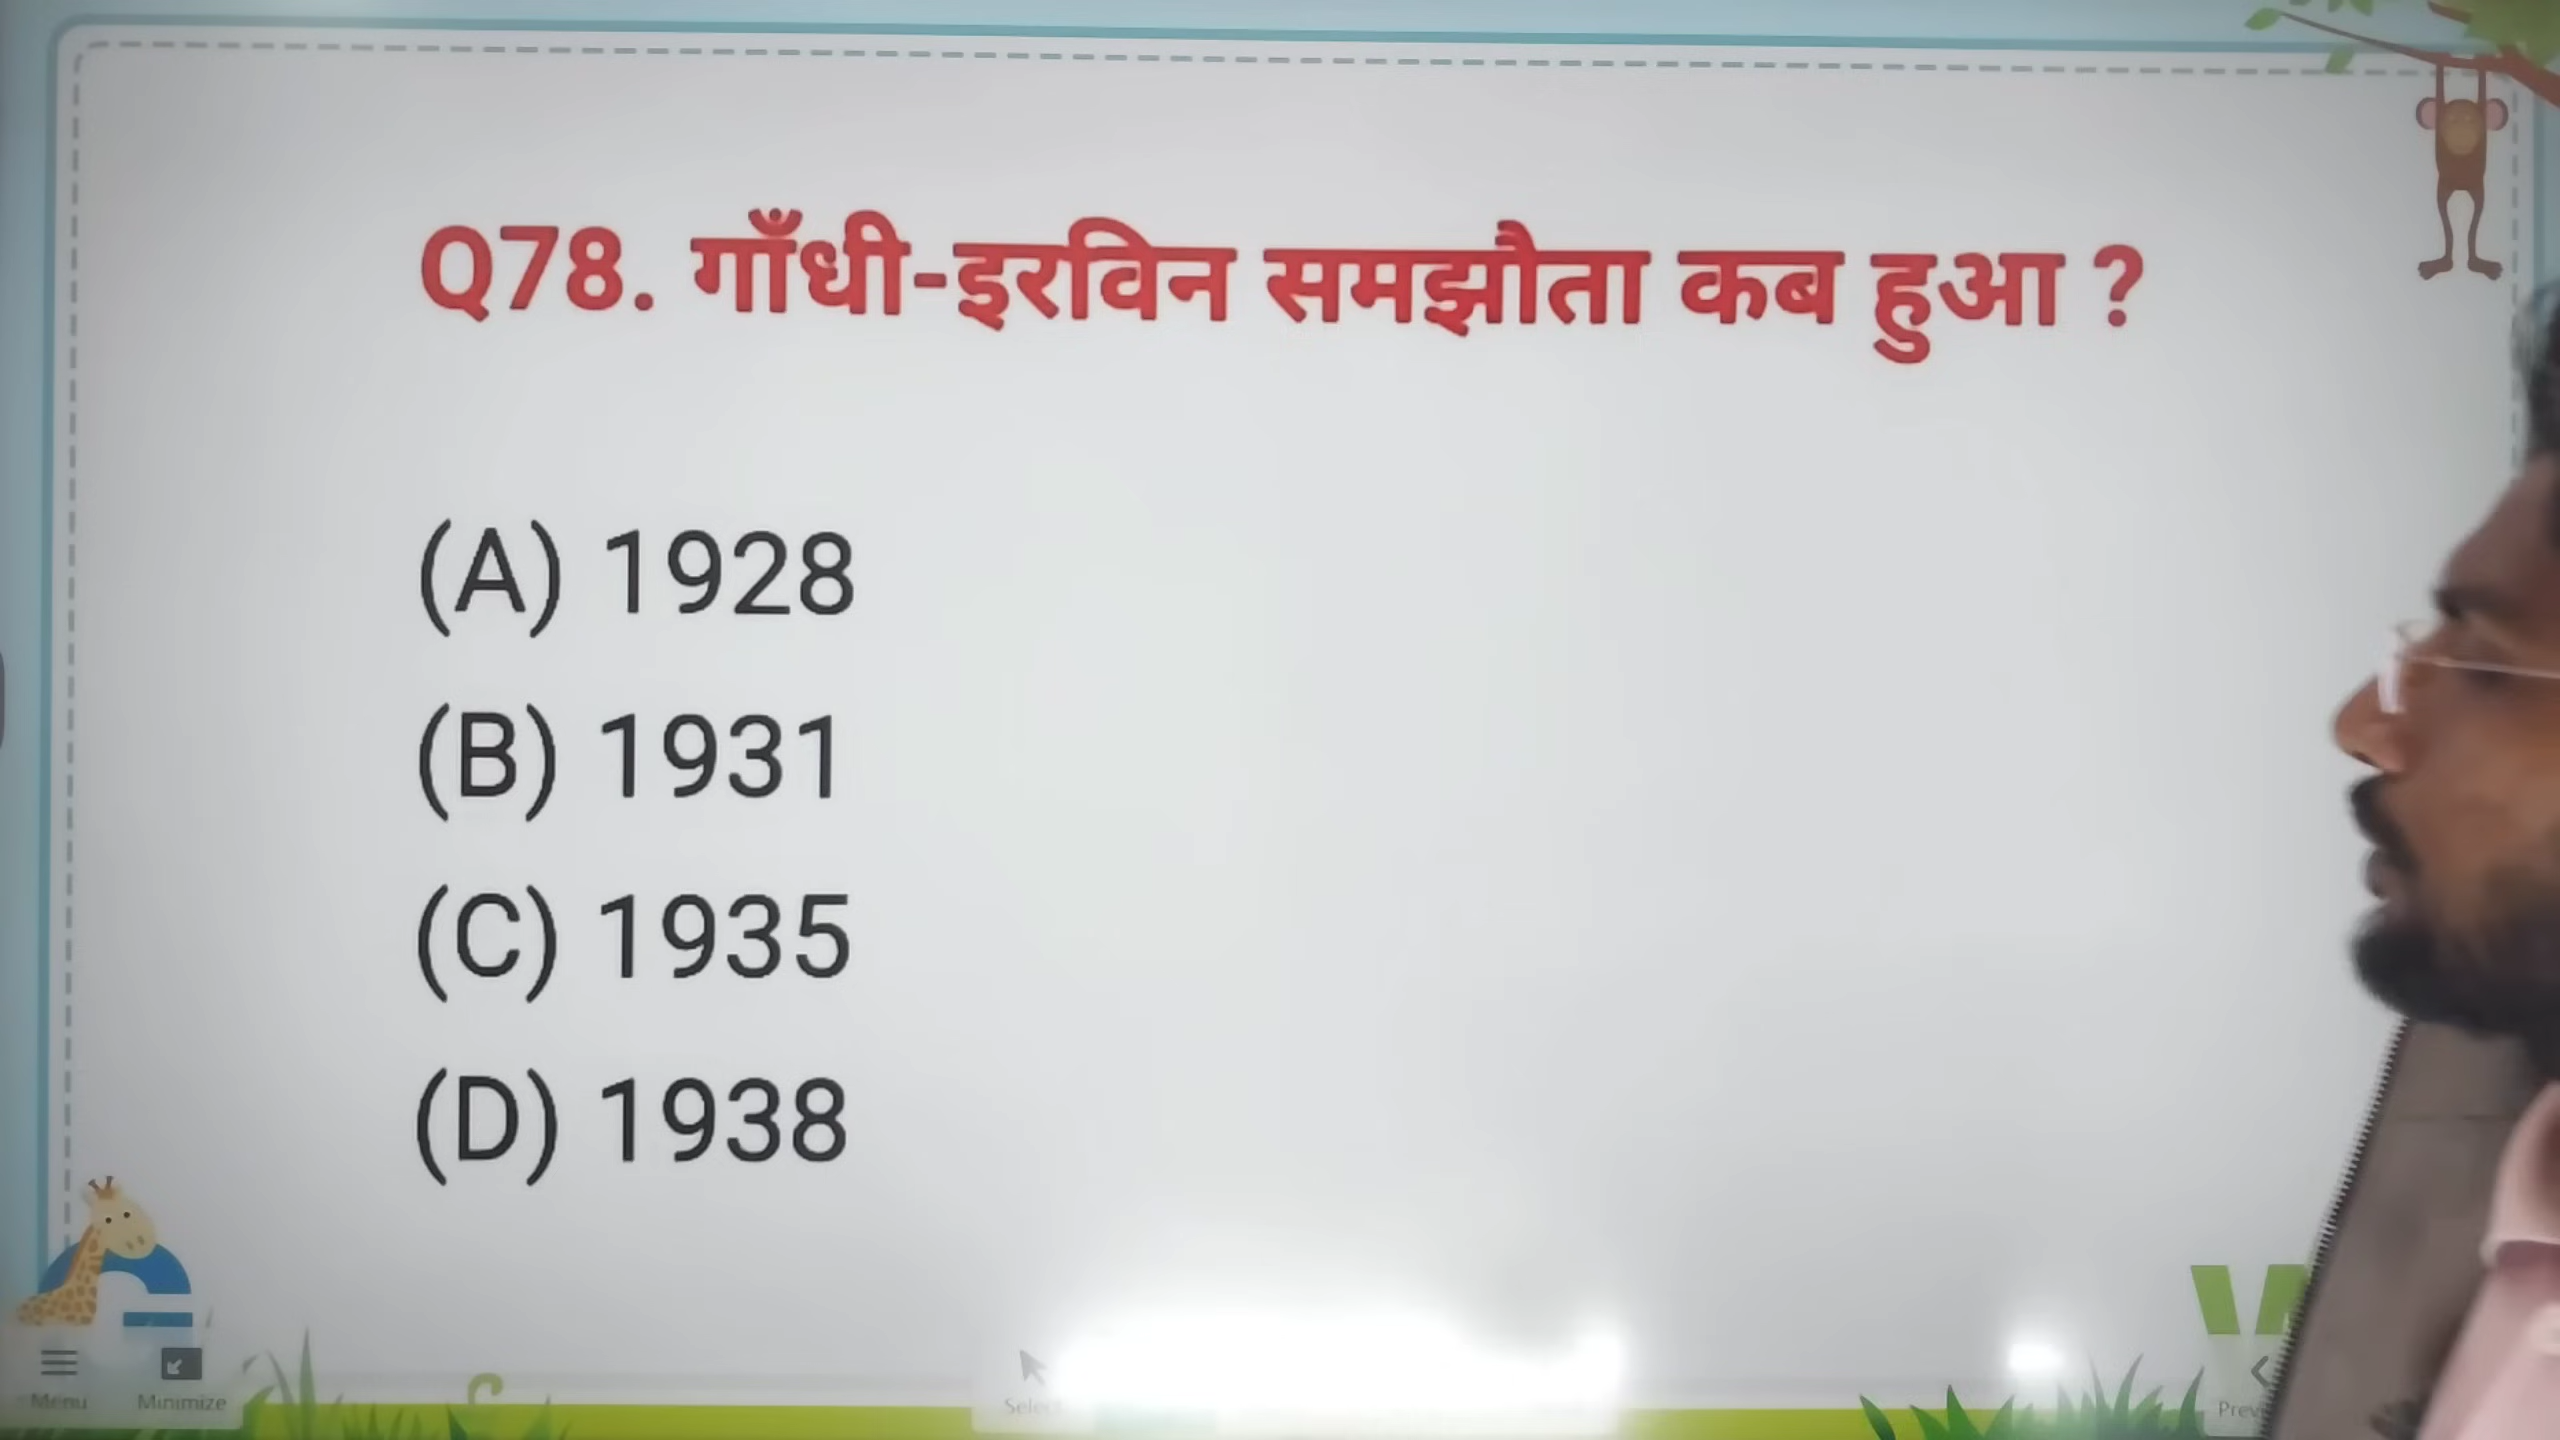 Q78. गाँधी-इरविन समझौता कब हुआ ?
(A) 1928
(B) 1931
(C) 1935
(D) 1938
Menu
Minimize